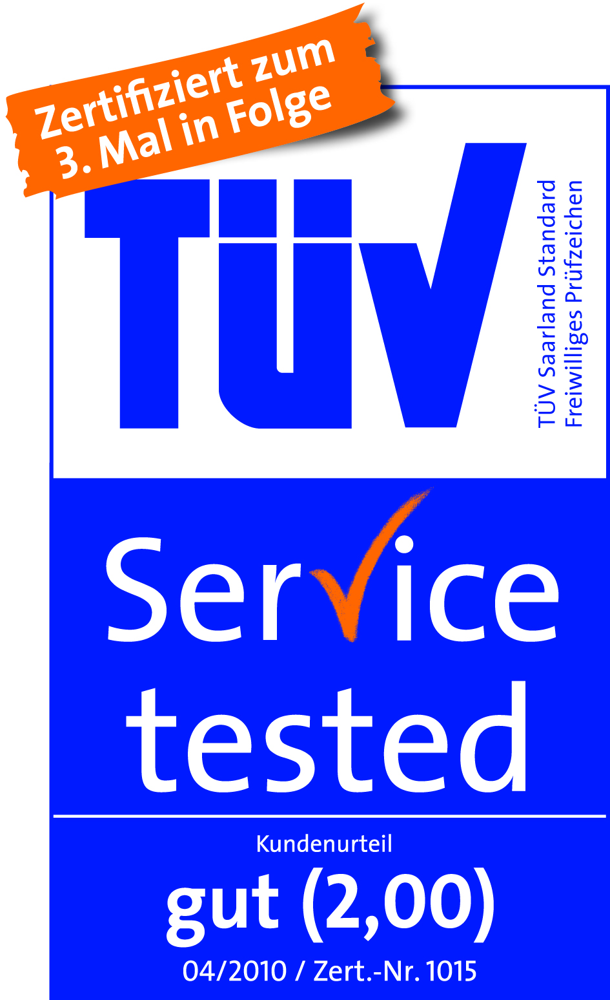 Zertifiziert zum
3. Mal in Folge
TÜV
TÜV Saarland Standard
Freiwilliges Prüfzeichen
Service
tested
Kundenurteil
gut (2,00)
04/2010 / Zert.-Nr. 1015